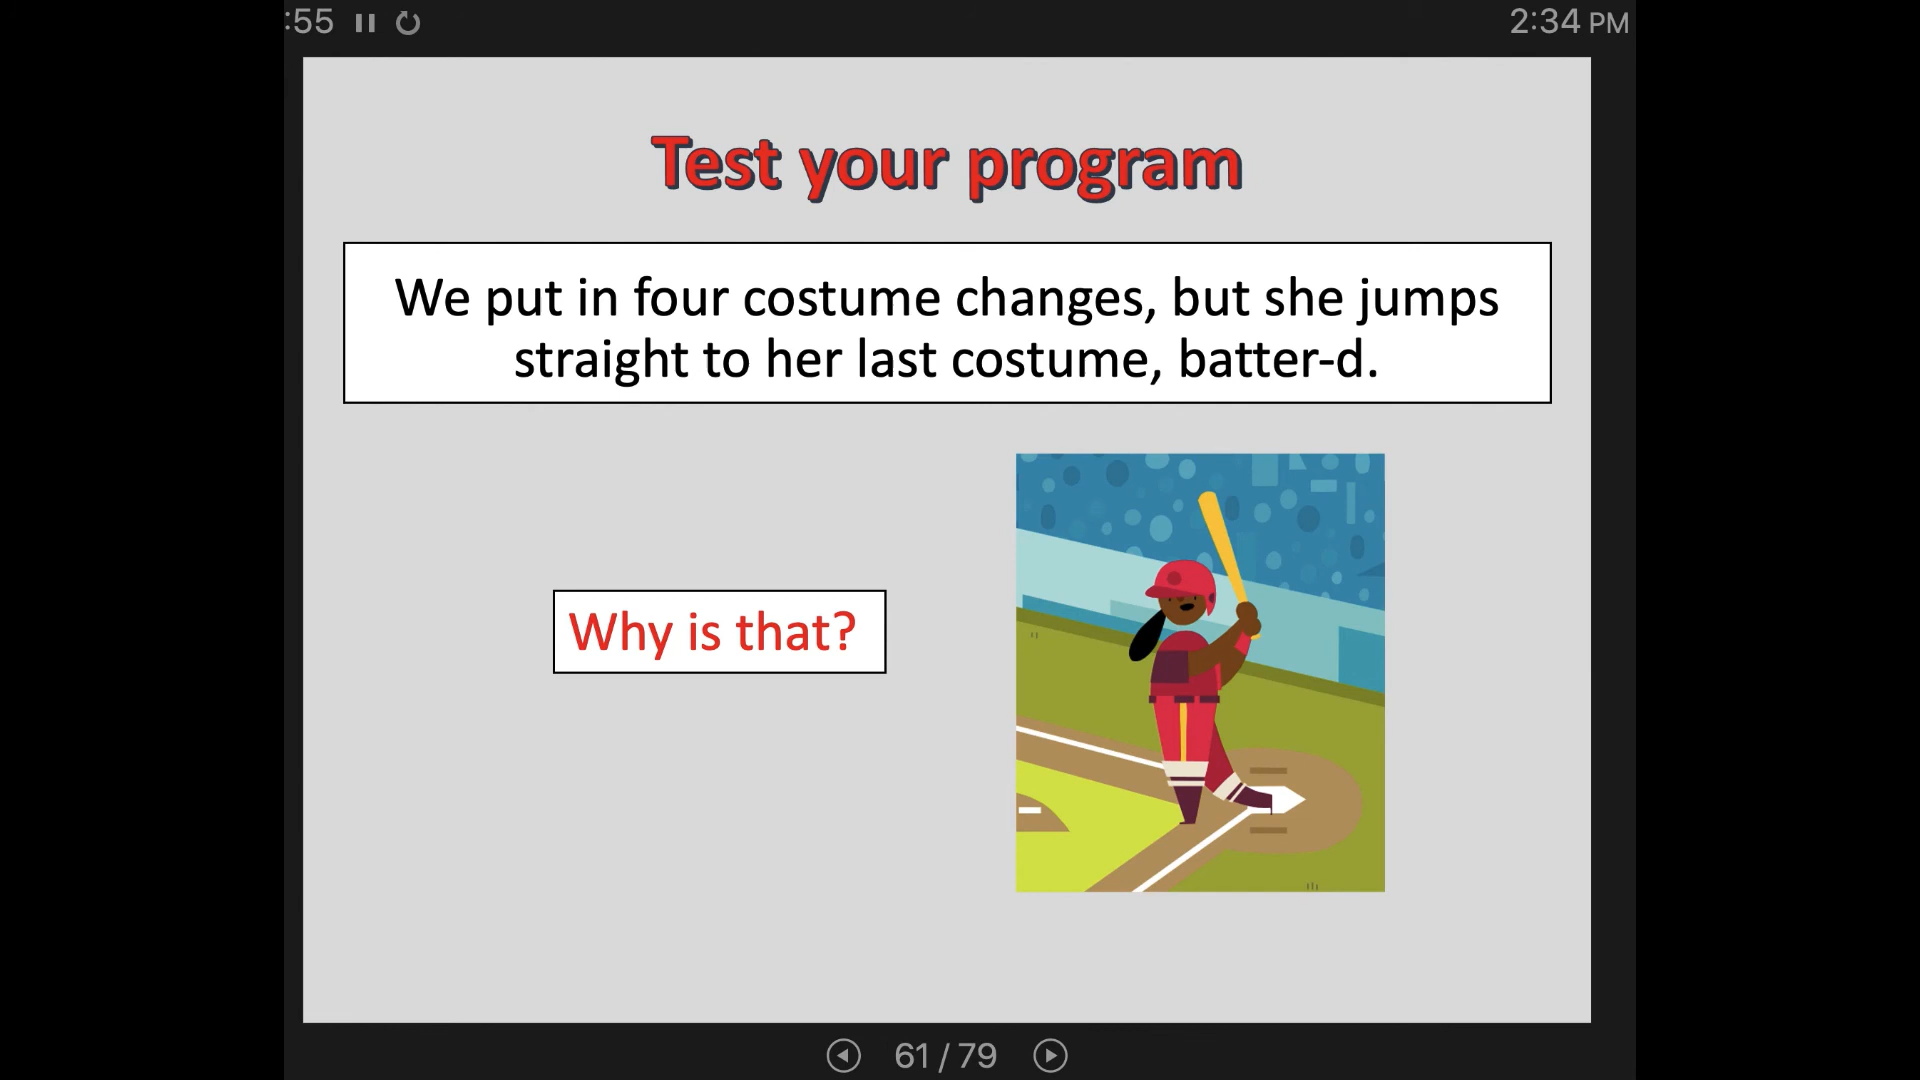 :55
2:34 PM
Test your program
We put in four costume changes, but she jumps
straight to her last costume, batter-d.
Why is that?
61 / 79